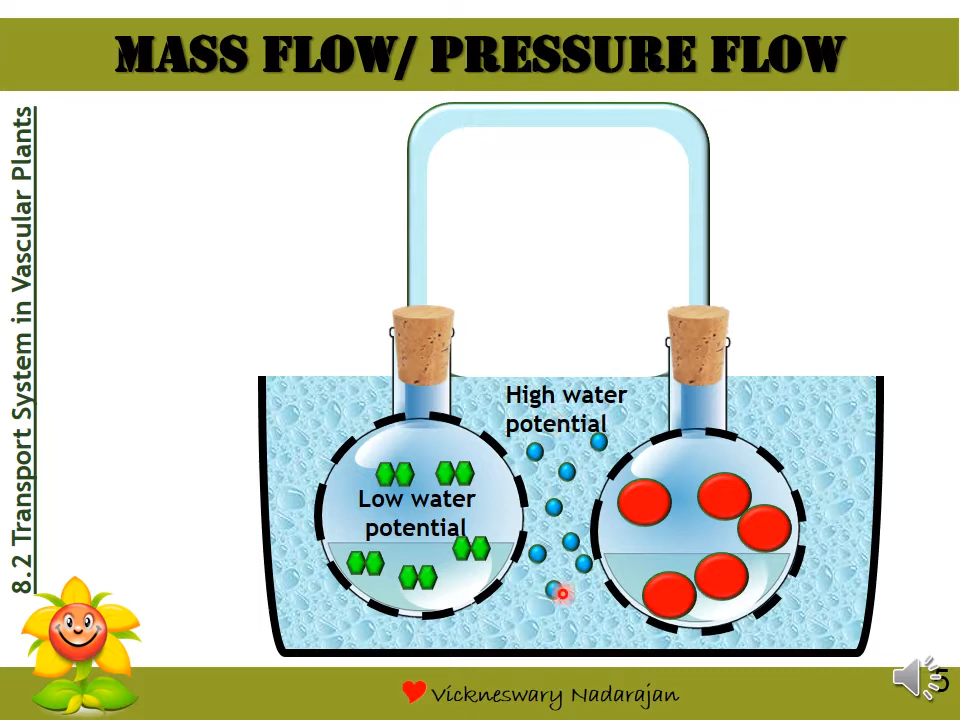 MASS FLOW/ PRESSURE FLOW
8.2 Transport System in Vascular Plants
High water
potential
Low water
potential
Vickneswary Nadarajan
5